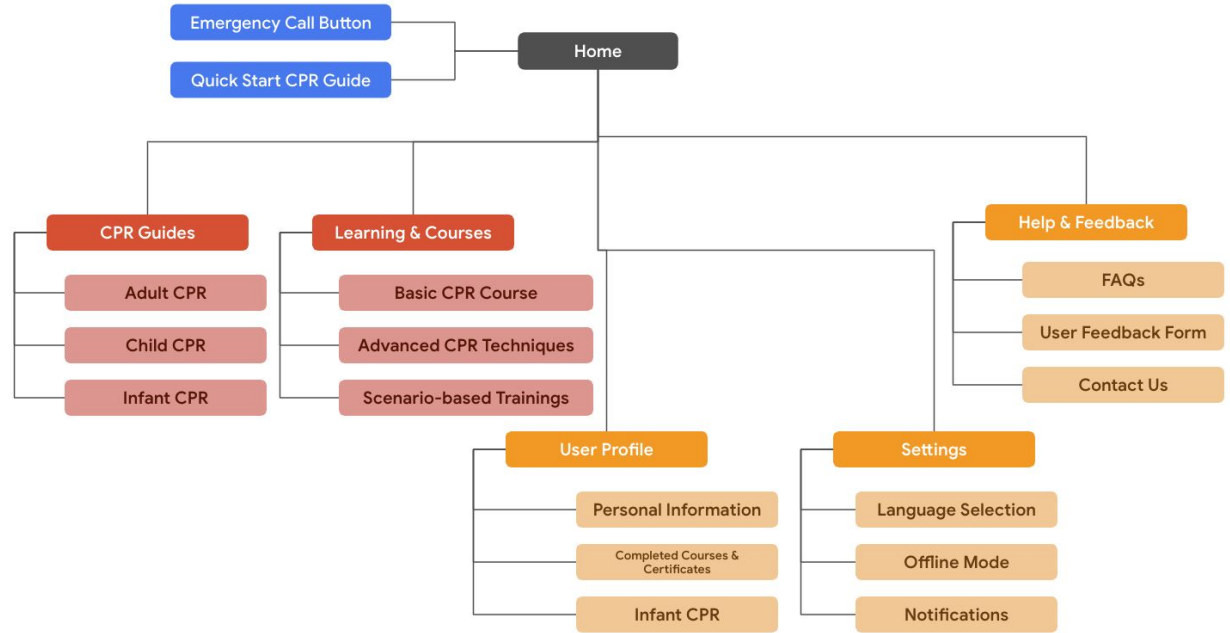 Emergency Call Button
Home
Quick Start CPR Guide
CPR Guides
Adult CPR
Child CPR
Infant CPR
Learning & Courses
Basic CPR Course
Advanced CPR Techniques
Scenario-based Trainings
Help & Feedback
FAQs
User Feedback Form
Contact Us
User Profile
Personal Information
Completed Courses &
Certificates
Infant CPR
Settings
Language Selection
Offline Mode
Notifications